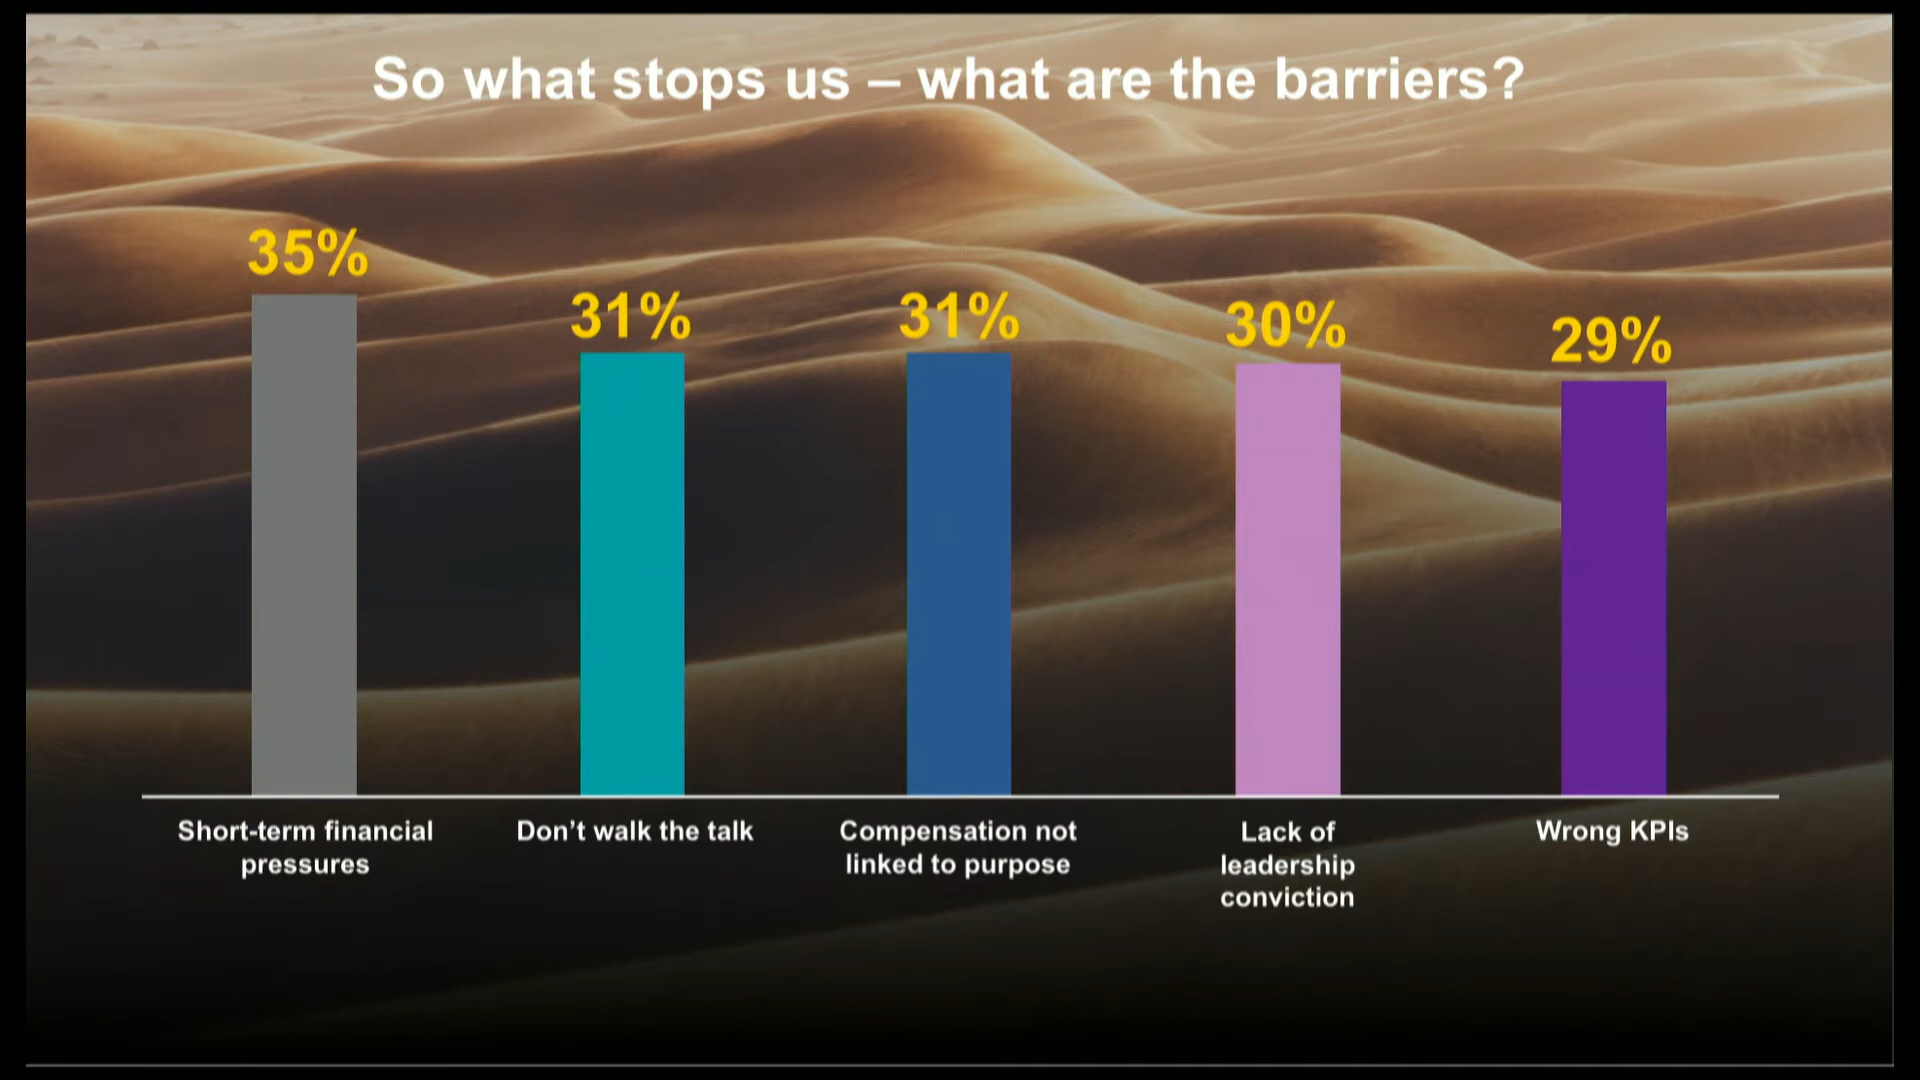 So what stops us – what are the barriers?
35%
31%
31%
30%
29%
Short-term financial
pressures
Don’t walk the talk
Compensation not
linked to purpose
Lack of
leadership
conviction
Wrong KPIs